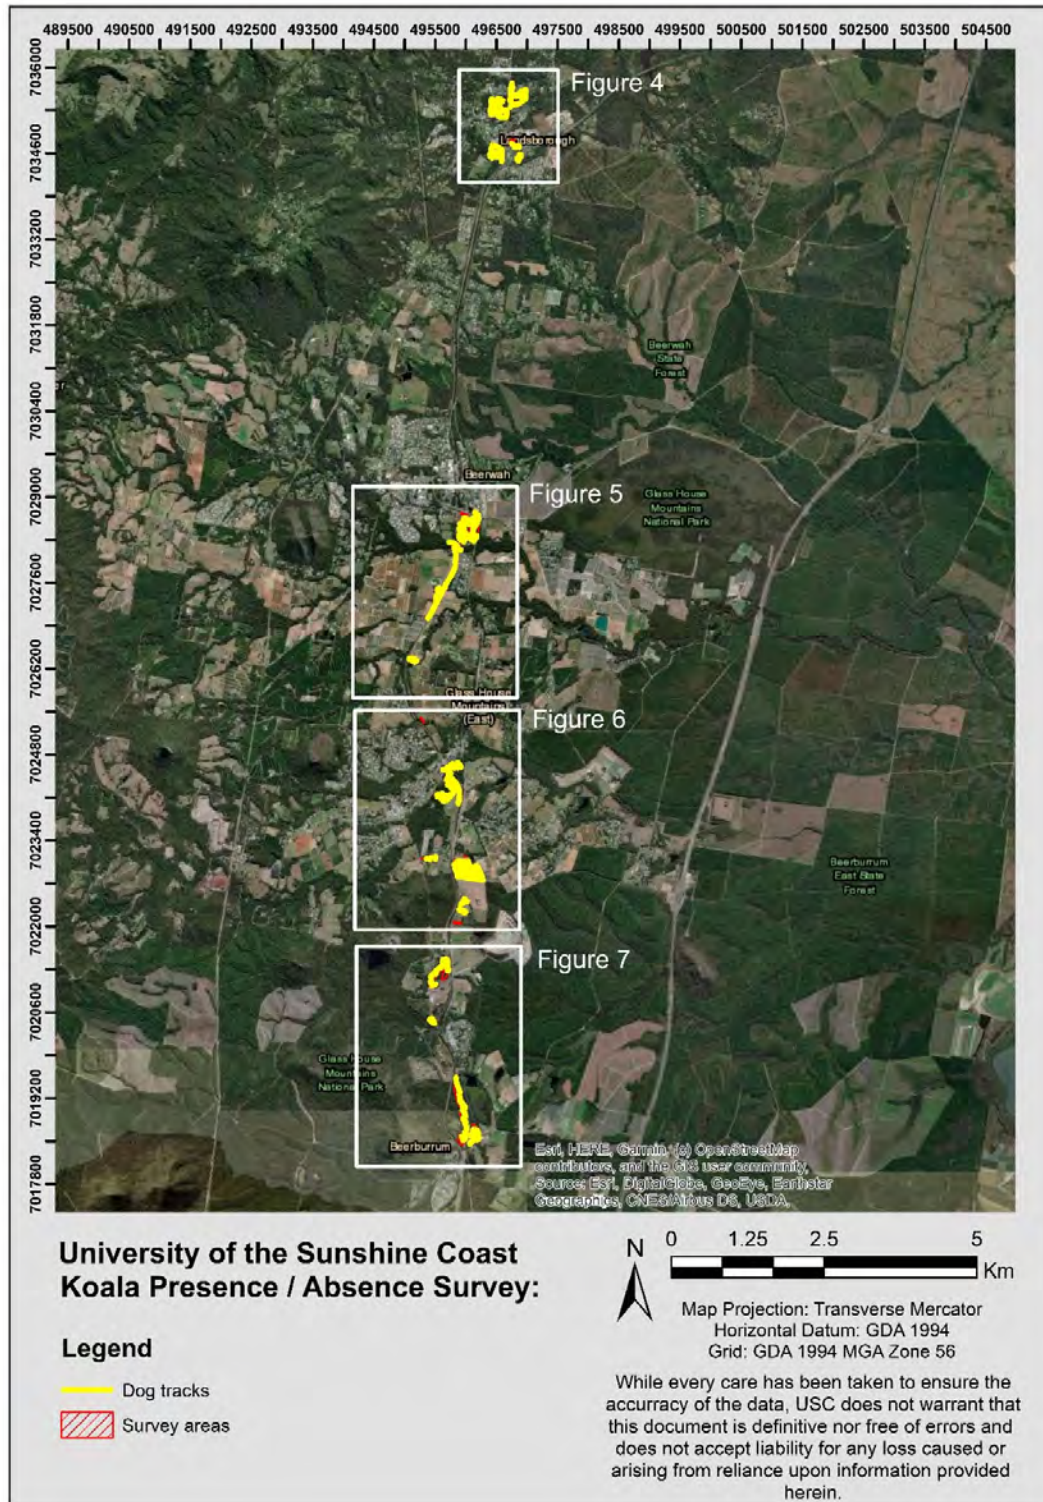 489500 490500 491500 492500 493500 494500 495500 496500 497500 498500 499500 500500 501500 502500 503500 504500
7036000
7034600
7033200
7031800
7030400
7029000
7027600
7026200
7024800
7023400
7022000
7020600
7019200
7017800
Figure 4
Landsborough
Beerwah
State
Forest
Beerwah
Figure 5
Glass House
Mountains
National Park
Glass House
Mountains
(East)
Figure 6
Beerburrum
East State
Forest
Figure 7
Glass House
Mountains
National Park
Beerburrum
Esri, HERE, Garmin, (c) OpenStreetMap
contributors, and the GIS user community,
Source: Esri, DigitalGlobe, GeoEye, Earthstar
Geographics, CNES/Airbus DS, USDA,
University of the Sunshine Coast
Koala Presence / Absence Survey:
Legend
Dog tracks
Survey areas
N
0 1.25 2.5 5
Km
Map Projection: Transverse Mercator
Horizontal Datum: GDA 1994
Grid: GDA 1994 MGA Zone 56
While every care has been taken to ensure the
accurracy of the data, USC does not warrant that
this document is definitive nor free of errors and
does not accept liability for any loss caused or
arising from reliance upon information provided
herein.